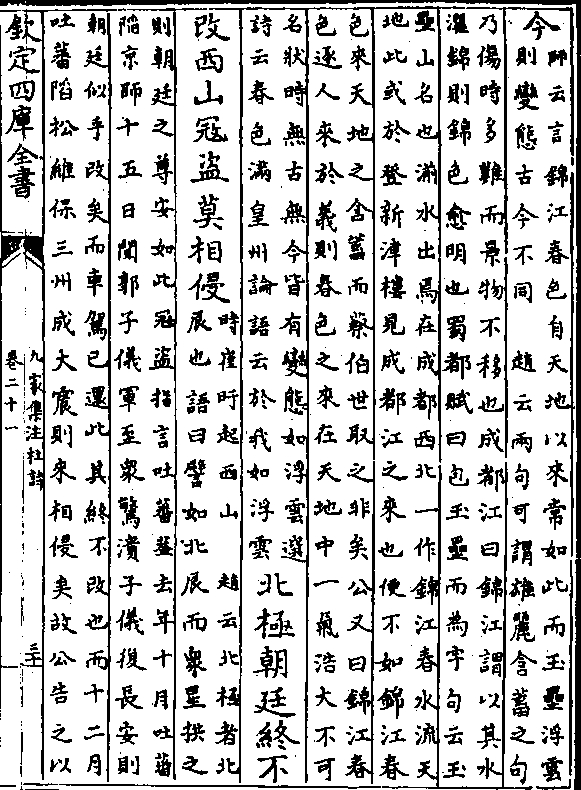 今師云言錦江春色自天地以來常如此而玉壘浮雲
則變態古今不同　趙云兩句可謂雄麗含蓄之句
乃傷時多難而景物不移也成都江曰錦江謂以其水
濯錦則錦色愈明也蜀都賦曰包玉壘而為宇句云玉
壘山名也湔水出焉在成都西北一作錦江春水流天
地此或於登新津樓見成都江之來也便不如錦江春
色來天地之含蓄而蔡伯世取之非矣公又曰錦江春
色逐人來於義則春色之來在天地中一氣浩大不可
名狀時無古無今皆有變態如浮雲選
詩云春色滿皇州論語云於我如浮雲
北極朝廷終不
改西山冦盜莫相侵
時崔旰起西山　趙云北極者北
辰也語曰譬如北辰而衆星拱之
則朝廷之尊安如此冦盜指言吐蕃蓋去年十月吐蕃
陷京師十五日聞郭子儀軍至衆驚潰子儀復長安則
朝廷似乎改矣而車駕已還此其終不改也而十二月
吐蕃陷松維保三州成大震則來相侵矣故公告之以
欽定四庫全書
九家集注杜詩
卷二十一
三十